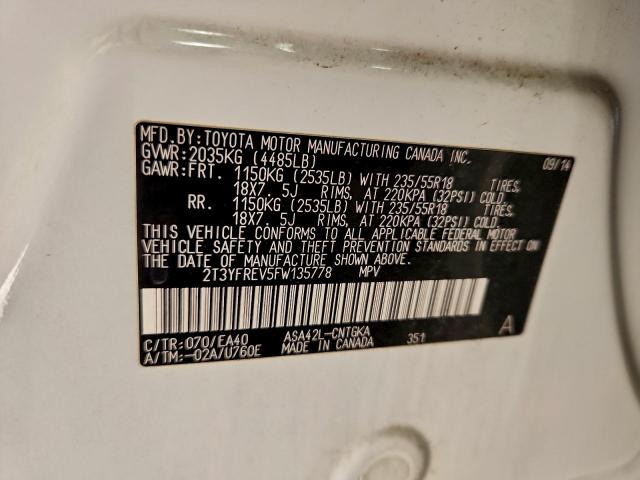 MFD.BY:TOYOTA MOTOR MANUFACTURING CANADA INC. 09/14
GVWR:2035KG (4485LB)
GAWR:FRT. 1150KG (2535LB) WITH 235/55R18 TIRES,
18X7. 5J RIMS, AT 220KPA (32PSI) COLD
RR. 1150KG (2535LB) WITH 235/55R18 TIRES,
18X7. 5J RIMS, AT 220KPA (32PSI) COLD
THIS VEHICLE CONFORMS TO ALL APPLICABLE FEDERAL MOTOR
VEHICLE SAFETY AND THEFT PREVENTION STANDARDS IN EFFECT ON
THE DATE OF MANUFACTURE SHOWN ABOVE.
2T3YFREV5FW135778 MPV
A
C/TR:070/EA40 ASA42L-CNTGKA 351
A/TM:-02A/U760E MADE IN CANADA